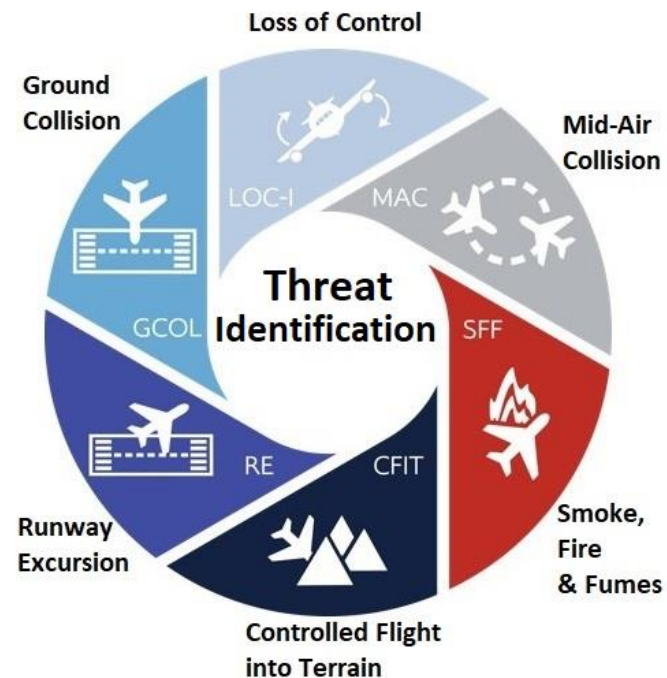 Loss of Control
Ground
Collision
Mid-Air
Collision
LOC-I
MAC
Threat
Identification
GCOL
SFF
RE
CFIT
Runway
Excursion
Smoke,
Fire
& Fumes
Controlled Flight
into Terrain